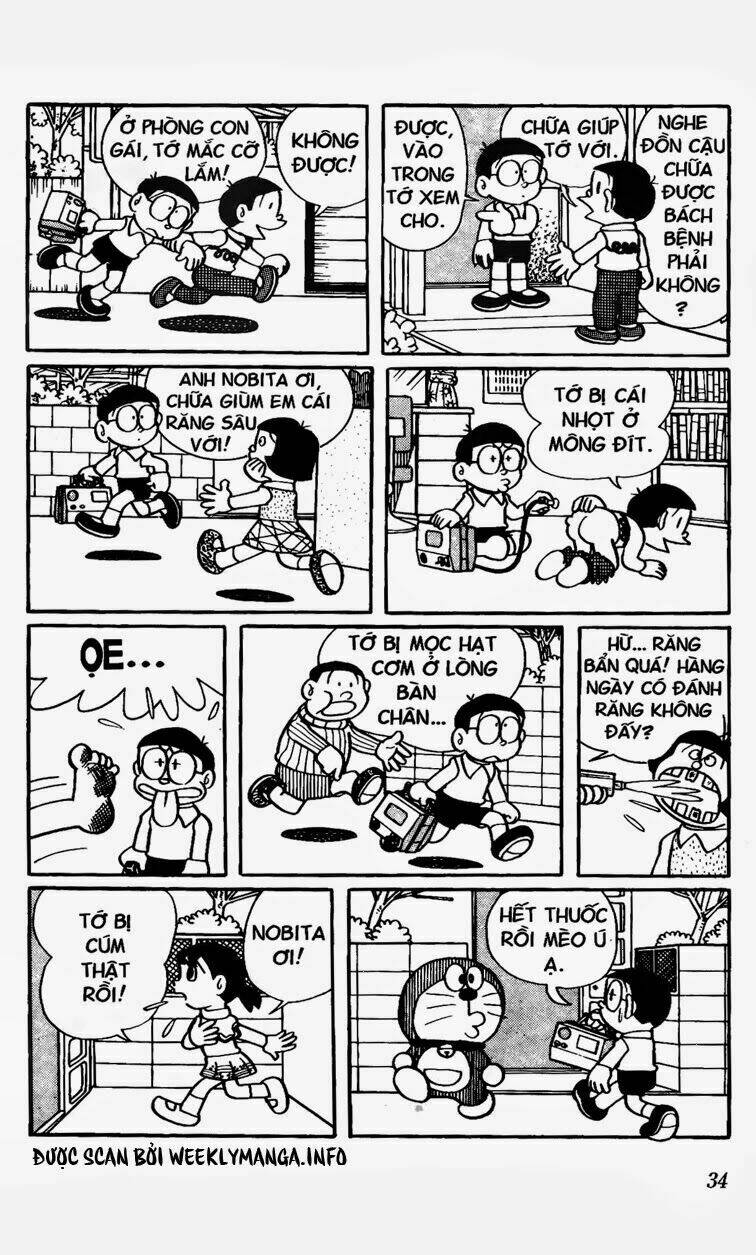 NGHE
ĐỒN CẬU
CHỮA
ĐƯỢC
BÁCH
BỆNH
PHẢI
KHÔNG
?
CHỮA GIÚP
TỚ VỚI.
ĐƯỢC,
VÀO
TRONG
TỚ XEM
CHO.
KHÔNG
ĐƯỢC!
Ở PHÒNG CON
GÁI, TỚ MẮC CỠ
LẮM!
TỚ BỊ CÁI
NHỌT Ở
MÔNG ĐÍT.
ANH NOBITA ƠI,
CHỮA GIÙM EM CÁI
RĂNG SÂU
VỚI!
HỪ... RĂNG
BẨN QUÁ! HÀNG
NGÀY CÓ ĐÁNH
RĂNG KHÔNG
ĐẤY?
TỚ BỊ MỌC HẠT
CƠM Ở LÒNG
BÀN
CHÂN...
ỌE...
HẾT THUỐC
RỒI MÈO Ú
Ạ.
NOBITA
ƠI!
TỚ BỊ
CÚM
THẬT
RỒI!
ĐƯỢC SCAN BỞI WEEKLYMANGA.INFO
34